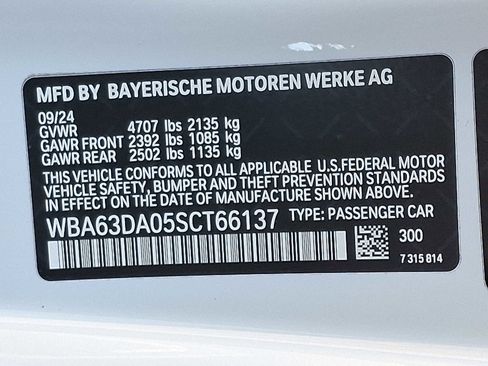 MFD BY BAYERISCHE MOTOREN WERKE AG
09/24
GVWR 4707 lbs 2135 kg
GAWR FRONT 2392 lbs 1085 kg
GAWR REAR 2502 lbs 1135 kg
THIS VEHICLE CONFORMS TO ALL APPLICABLE U.S.FEDERAL MOTOR
VEHICLE SAFETY, BUMPER AND THEFT PREVENTION STANDARDS
IN EFFECT ON THE DATE OF MANUFACTURE SHOWN ABOVE.
WBA63DA05SCT66137 TYPE: PASSENGER CAR
300
7 315 814